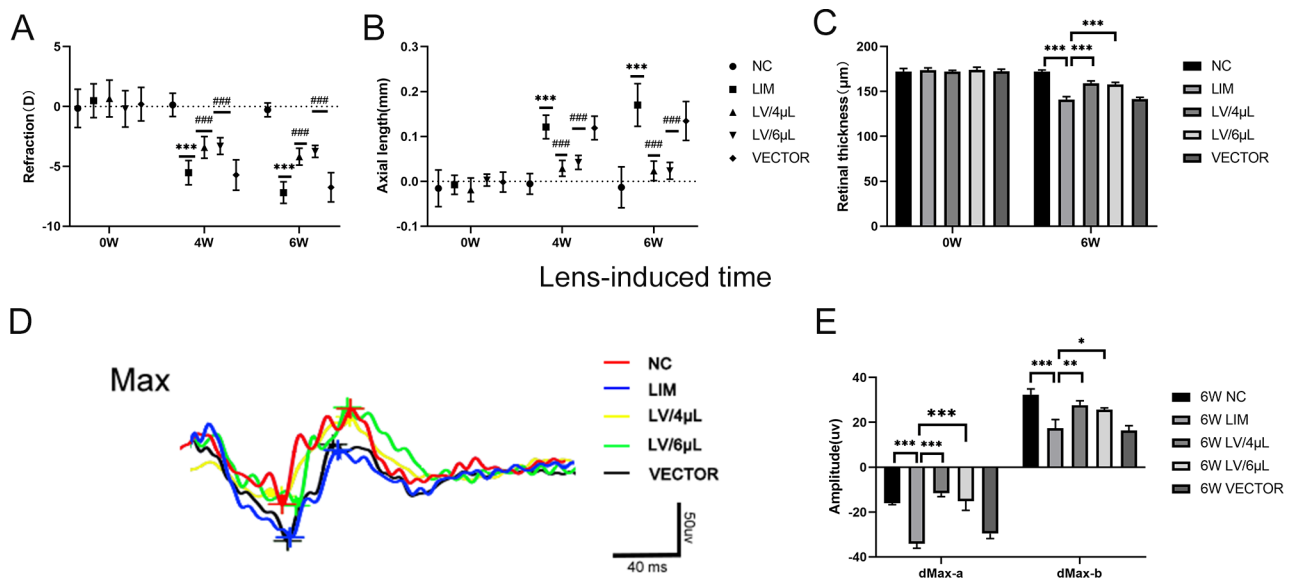 A
Refraction(D)
5
0
-5
-10
***
###
###
***
###
###
0W
4W
6W
B
Axial length(mm)
0.3
0.2
0.1
0.0
-0.1
***
###
###
***
###
###
0W
4W
6W
NC
LIM
LV/4μL
LV/6μL
VECTOR
C
Retinal thickness(μm)
200
150
100
50
0
***
*** ***
0W
6W
NC
LIM
LV/4μL
LV/6μL
VECTOR
Lens-induced time
D
Max
NC
LIM
LV/4μL
LV/6μL
VECTOR
50uv
40 ms
E
Amplitude(uv)
40
20
0
-20
-40
***
*** ***
*
*** **
dMax-a
dMax-b
6W NC
6W LIM
6W LV/4μL
6W LV/6μL
6W VECTOR